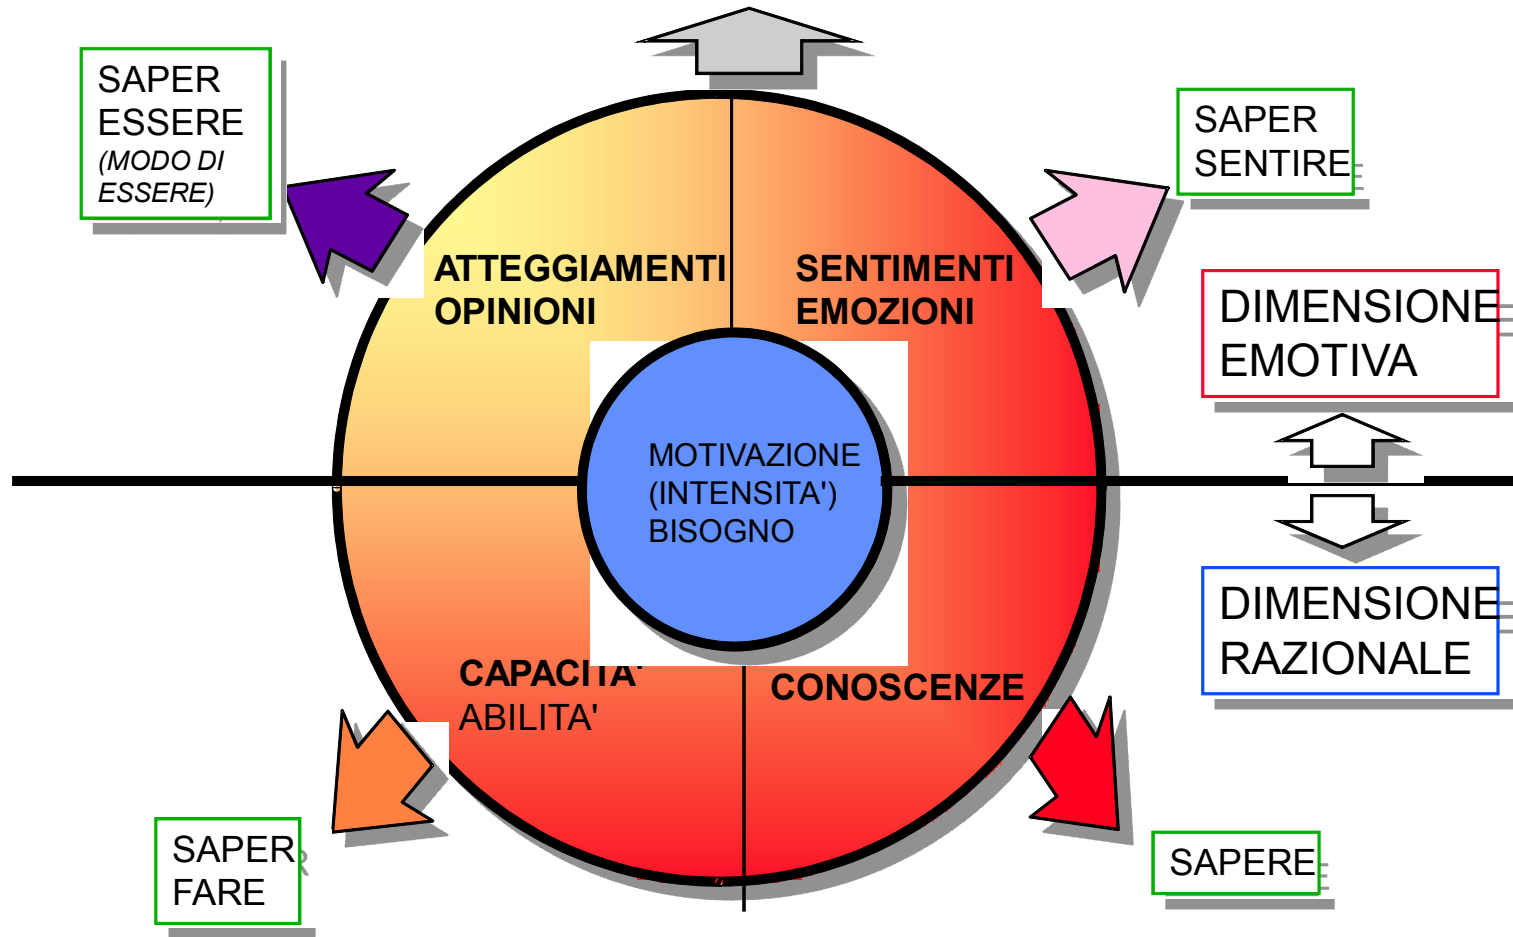 SAPER
ESSERE
(MODO DI
ESSERE)
SAPER
SENTIRE
ATTEGGIAMENTI
OPINIONI
SENTIMENTI
EMOZIONI
DIMENSIONE
EMOTIVA
MOTIVAZIONE
(INTENSITA')
BISOGNO
DIMENSIONE
RAZIONALE
CAPACITA'
ABILITA'
CONOSCENZE
SAPER
FARE
SAPERE